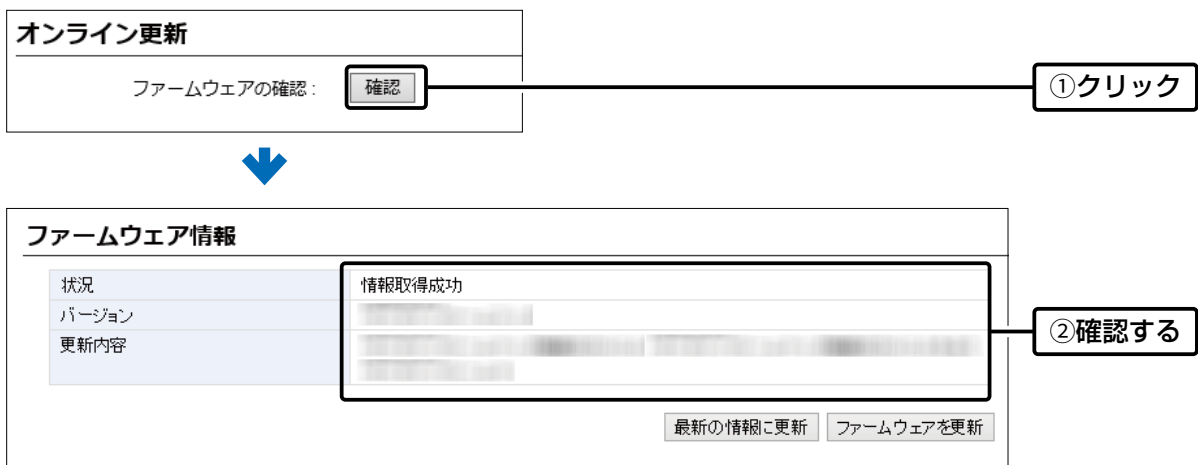 オンライン更新
ファームウェアの確認： 確認 ①クリック
ファームウェア情報
状況 情報取得成功
バージョン
更新内容 ②確認する
最新の情報に更新 ファームウェアを更新